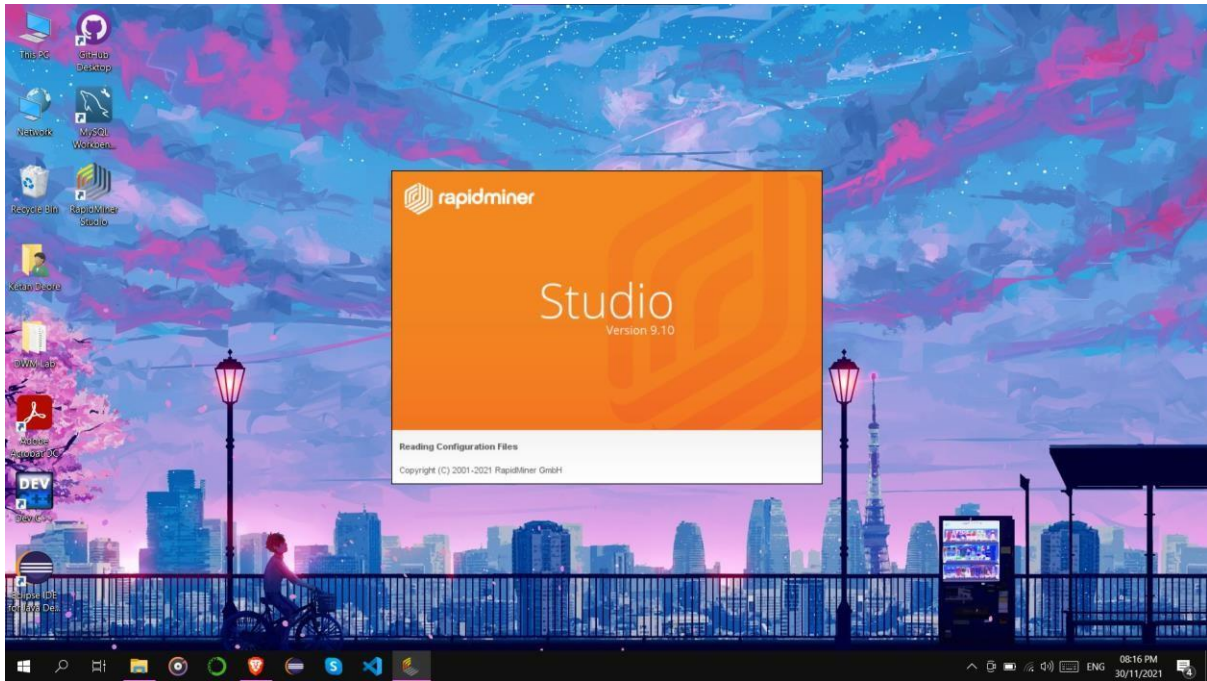 This PC
GitHub
Desktop
Network
MySQL
Workben...
Recycle Bin
RapidMiner
Studio
Ketan Deore
DWM Lab
Adobe
Acrobat DC
DEV
Dev-C++
Eclipse IDE
for Java De...
rapidminer
Studio
Version 9.10
Reading Configuration Files
Copyright (C) 2001-2021 RapidMiner GmbH
ENG
08:16 PM
30/11/2021
4